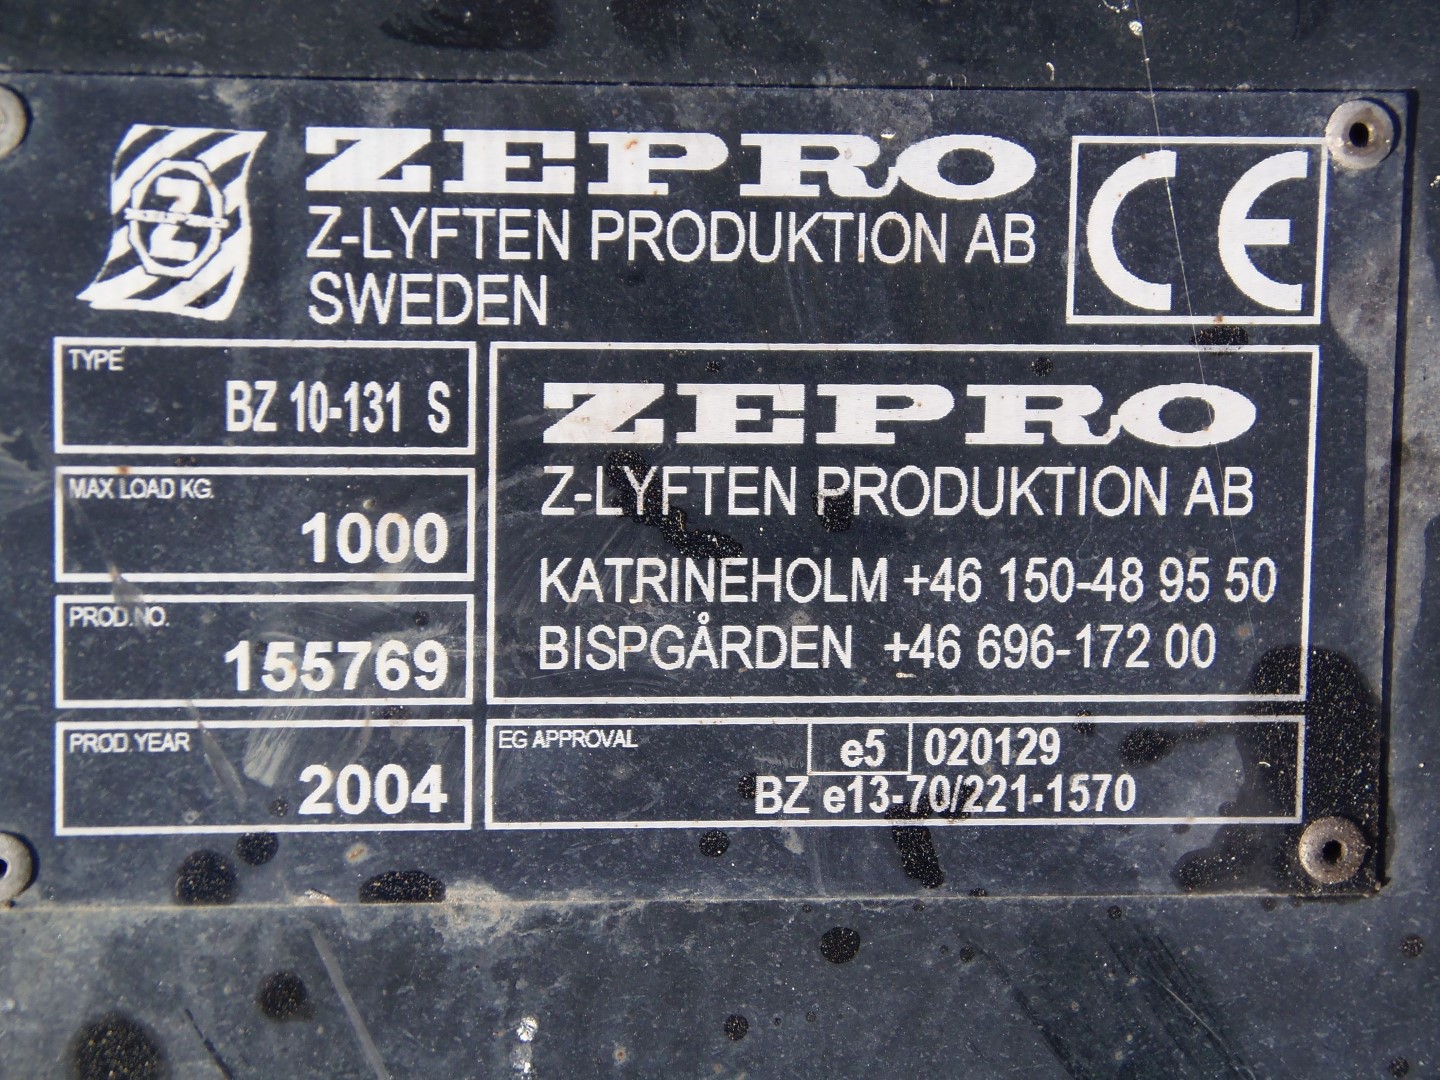 Z
ZEPRO
ZEPRO
Z-LYFTEN PRODUKTION AB
SWEDEN
CE
TYPE
BZ 10-131 S
MAX LOAD KG.
1000
PROD.NO.
155769
PROD.YEAR
2004
ZEPRO
Z-LYFTEN PRODUKTION AB
KATRINEHOLM +46 150-48 95 50
BISPGÅRDEN +46 696-172 00
EG APPROVAL
e5 020129
BZ e13-70/221-1570